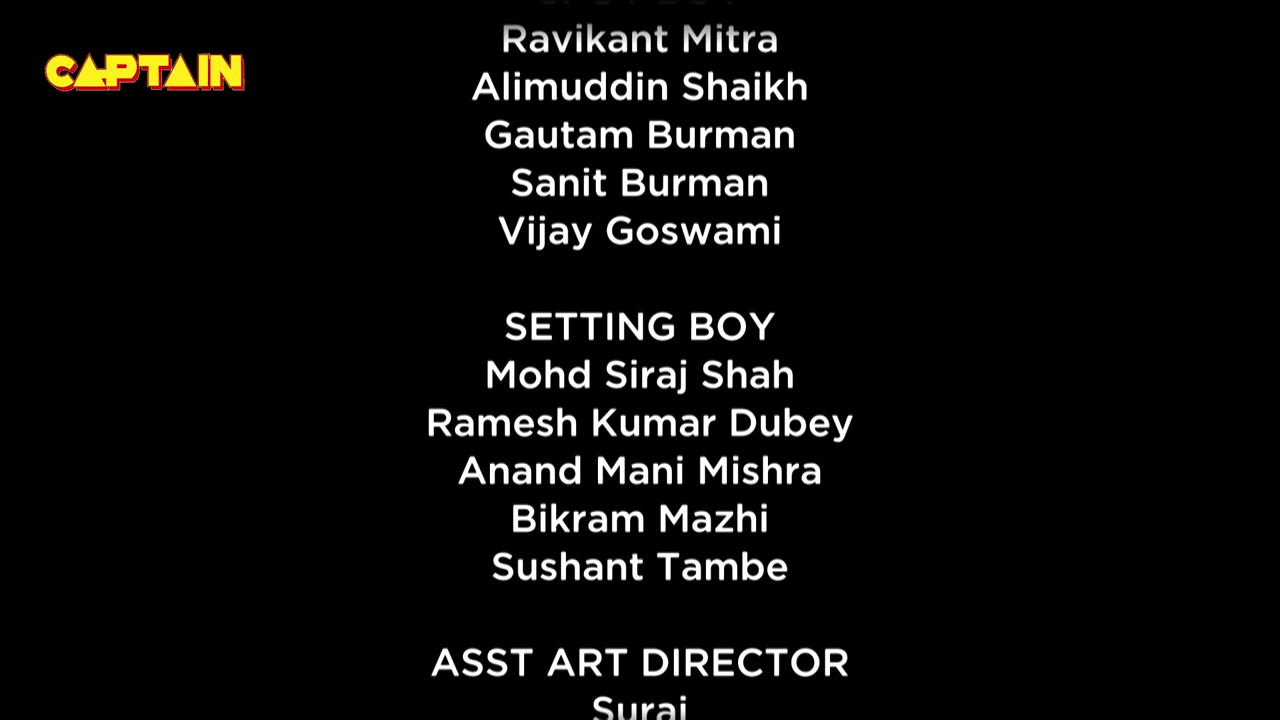 CAPTAIN
Ravikant Mitra
Alimuddin Shaikh
Gautam Burman
Sanit Burman
Vijay Goswami
SETTING BOY
Mohd Siraj Shah
Ramesh Kumar Dubey
Anand Mani Mishra
Bikram Mazhi
Sushant Tambe
ASST ART DIRECTOR
Suraj